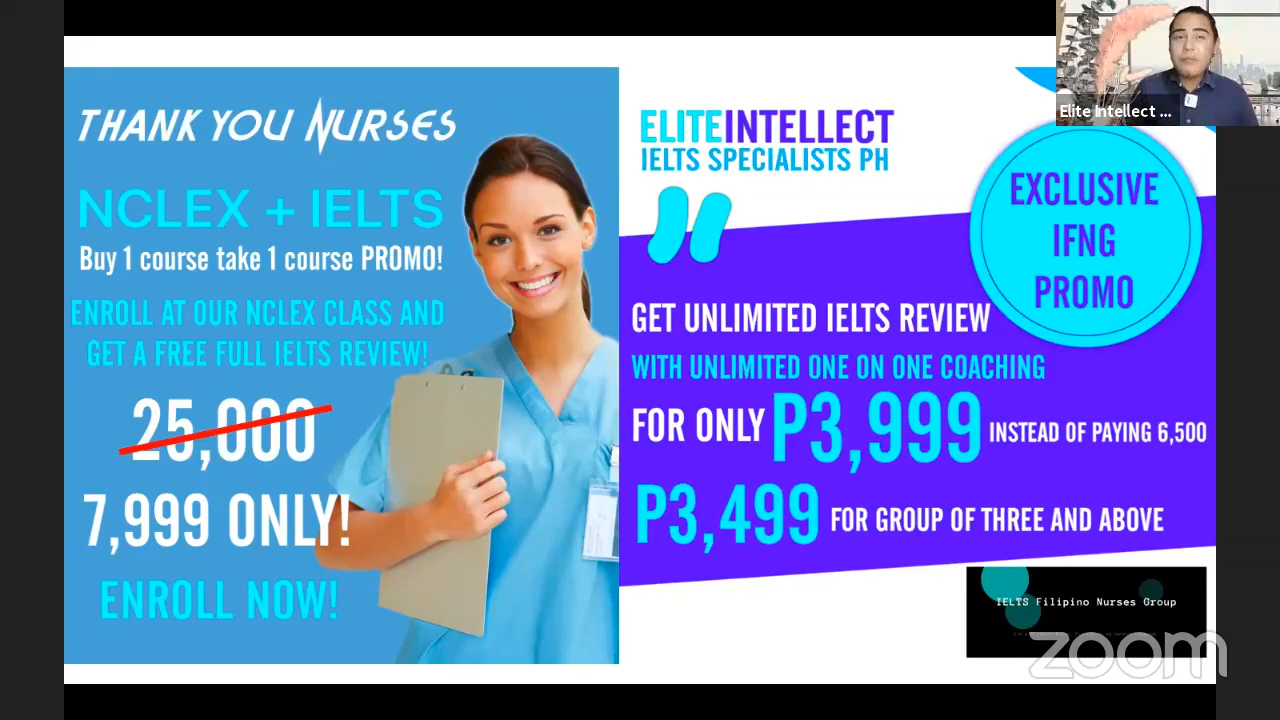 THANK YOU NURSES
NCLEX + IELTS
Buy 1 course take 1 course PROMO!
ENROLL AT OUR NCLEX CLASS AND
GET A FREE FULL IELTS REVIEW!
25,000
7,999 ONLY!
ENROLL NOW!
ELITEINTELLECT
IELTS SPECIALISTS PH
EXCLUSIVE
IFNG
PROMO
GET UNLIMITED IELTS REVIEW
WITH UNLIMITED ONE ON ONE COACHING
FOR ONLY P3,999 INSTEAD OF PAYING 6,500
P3,499 FOR GROUP OF THREE AND ABOVE
Elite Intellect ...
IELTS Filipino Nurses Group
zoom